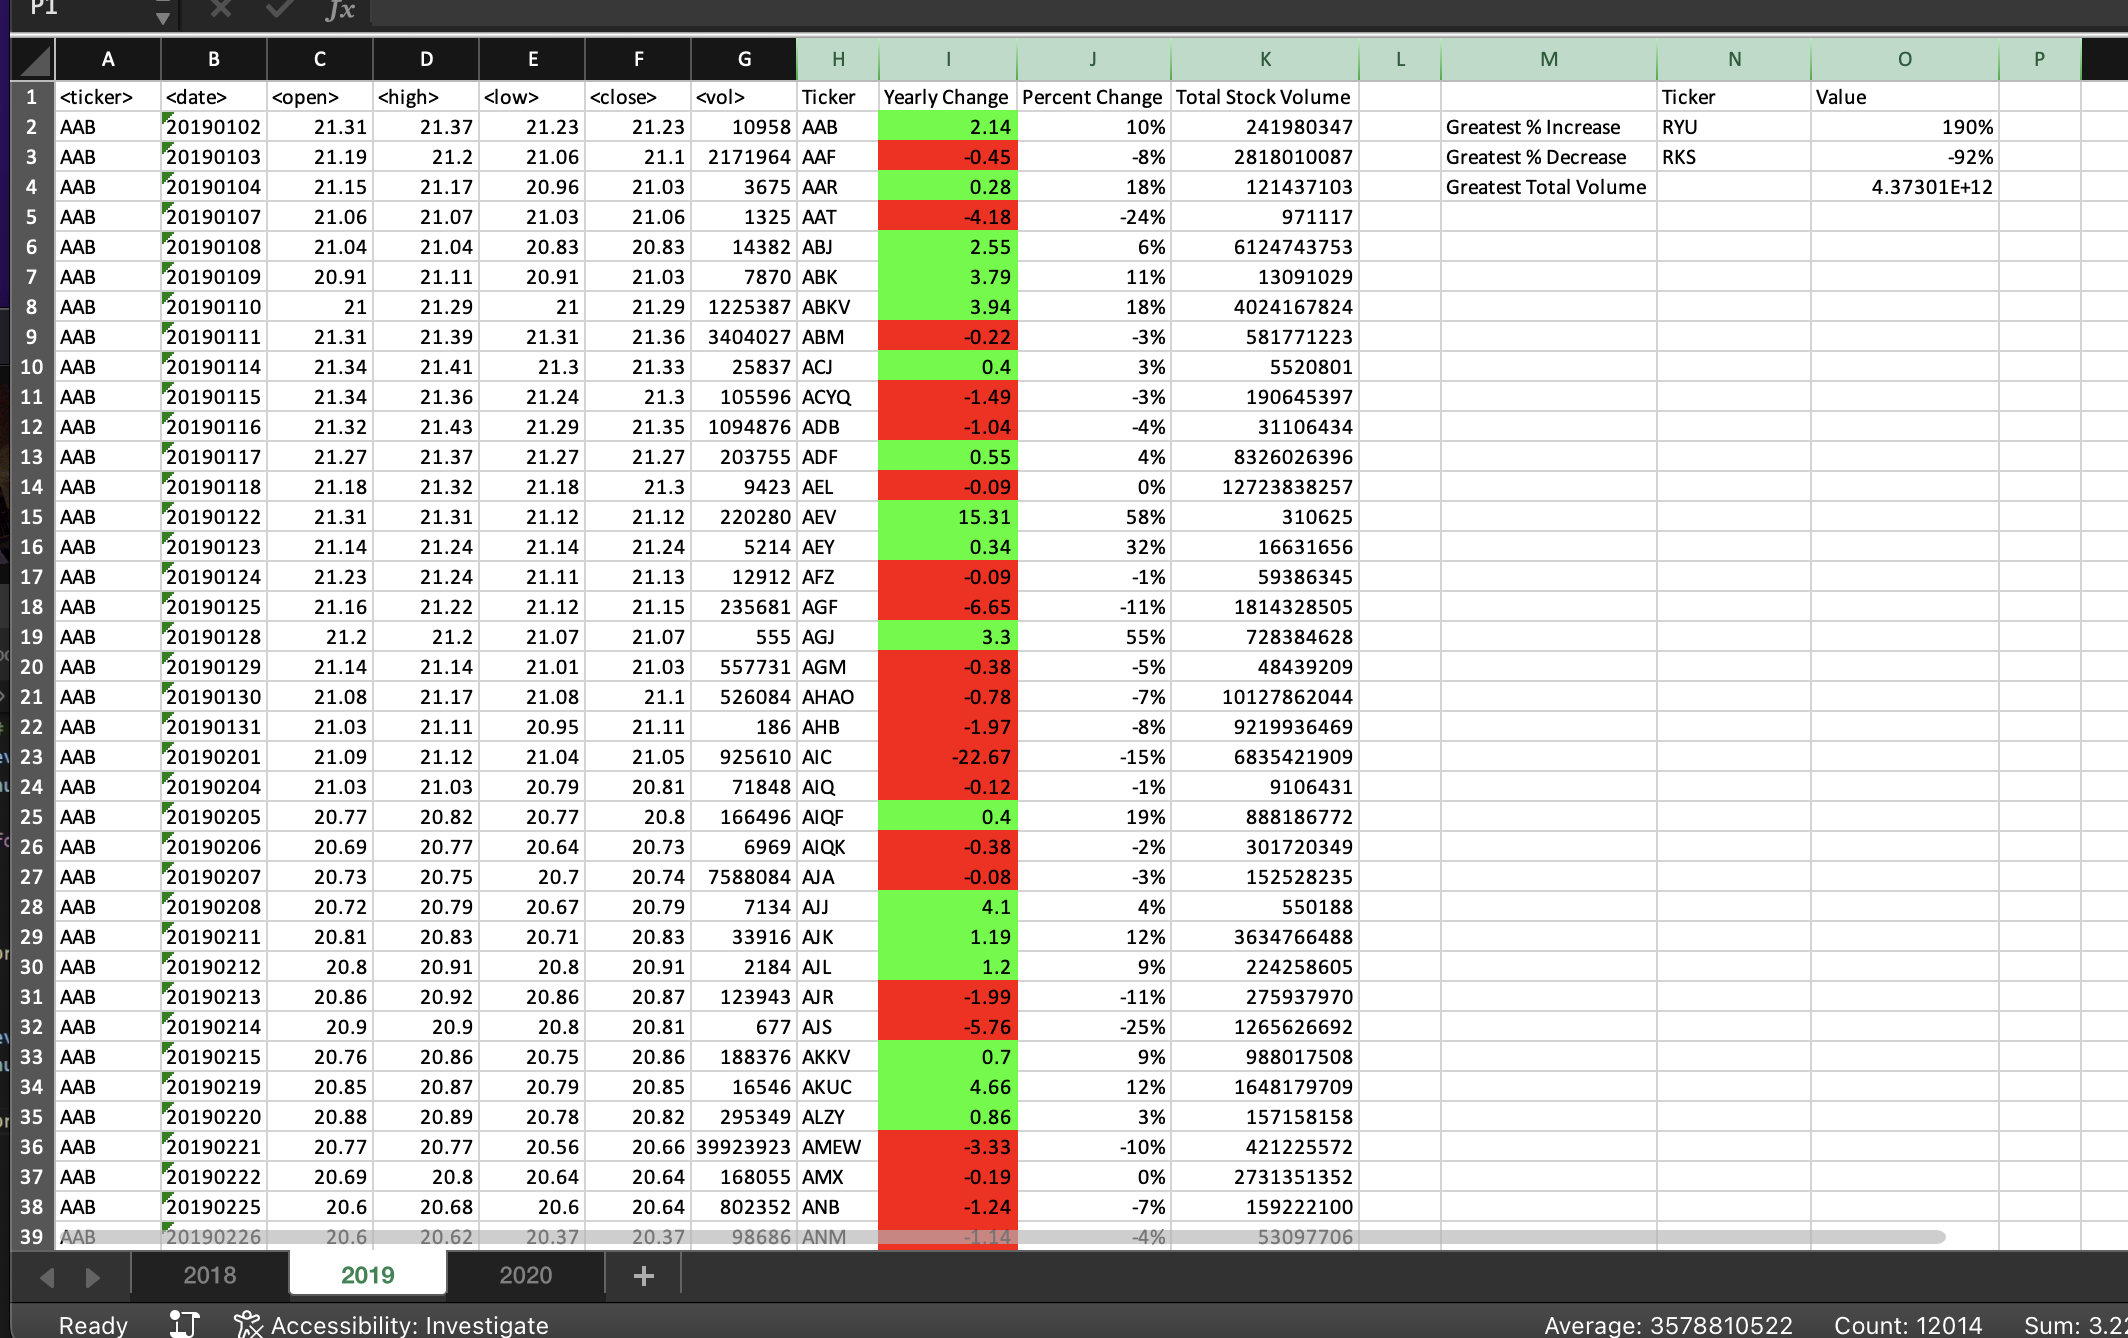 P1 fx
A B C D E F G H I J K L M N O P
1 <ticker> <date> <open> <high> <low> <close> <vol> Ticker Yearly Change Percent Change Total Stock Volume Ticker Value
2 AAB 20190102 21.31 21.37 21.23 21.23 10958 AAB 2.14 10% 241980347 Greatest % Increase RYU 190%
3 AAB 20190103 21.19 21.2 21.06 21.1 2171964 AAF -0.45 -8% 2818010087 Greatest % Decrease RKS -92%
4 AAB 20190104 21.15 21.17 20.96 21.03 3675 AAR 0.28 18% 121437103 Greatest Total Volume 4.37301E+12
5 AAB 20190107 21.06 21.07 21.03 21.06 1325 AAT -4.18 -24% 971117
6 AAB 20190108 21.04 21.04 20.83 20.83 14382 ABJ 2.55 6% 6124743753
7 AAB 20190109 20.91 21.11 20.91 21.03 7870 ABK 3.79 11% 13091029
8 AAB 20190110 21 21.29 21 21.29 1225387 ABKV 3.94 18% 4024167824
9 AAB 20190111 21.31 21.39 21.31 21.36 3404027 ABM -0.22 -3% 581771223
10 AAB 20190114 21.34 21.41 21.3 21.33 25837 ACJ 0.4 3% 5520801
11 AAB 20190115 21.34 21.36 21.24 21.3 105596 ACYQ -1.49 -3% 190645397
12 AAB 20190116 21.32 21.43 21.29 21.35 1094876 ADB -1.04 -4% 31106434
13 AAB 20190117 21.27 21.37 21.27 21.27 203755 ADF 0.55 4% 8326026396
14 AAB 20190118 21.18 21.32 21.18 21.3 9423 AEL -0.09 0% 12723838257
15 AAB 20190122 21.31 21.31 21.12 21.12 220280 AEV 15.31 58% 310625
16 AAB 20190123 21.14 21.24 21.14 21.24 5214 AEY 0.34 32% 16631656
17 AAB 20190124 21.23 21.24 21.11 21.13 12912 AFZ -0.09 -1% 59386345
18 AAB 20190125 21.16 21.22 21.12 21.15 235681 AGF -6.65 -11% 1814328505
19 AAB 20190128 21.2 21.2 21.07 21.07 555 AGJ 3.3 55% 728384628
20 AAB 20190129 21.14 21.14 21.01 21.03 557731 AGM -0.38 -5% 48439209
21 AAB 20190130 21.08 21.17 21.08 21.1 526084 AHAO -0.78 -7% 10127862044
22 AAB 20190131 21.03 21.11 20.95 21.11 186 AHB -1.97 -8% 9219936469
23 AAB 20190201 21.09 21.12 21.04 21.05 925610 AIC -22.67 -15% 6835421909
24 AAB 20190204 21.03 21.03 20.79 20.81 71848 AIQ -0.12 -1% 9106431
25 AAB 20190205 20.77 20.82 20.77 20.8 166496 AIQF 0.4 19% 888186772
26 AAB 20190206 20.69 20.77 20.64 20.73 6969 AIQK -0.38 -2% 301720349
27 AAB 20190207 20.73 20.75 20.7 20.74 7588084 AJA -0.08 -3% 152528235
28 AAB 20190208 20.72 20.79 20.67 20.79 7134 AJJ 4.1 4% 550188
29 AAB 20190211 20.81 20.83 20.71 20.83 33916 AJK 1.19 12% 3634766488
30 AAB 20190212 20.8 20.91 20.8 20.91 2184 AJL 1.2 9% 224258605
31 AAB 20190213 20.86 20.92 20.86 20.87 123943 AJR -1.99 -11% 275937970
32 AAB 20190214 20.9 20.9 20.8 20.81 677 AJS -5.76 -25% 1265626692
33 AAB 20190215 20.76 20.86 20.75 20.86 188376 AKKV 0.7 9% 988017508
34 AAB 20190219 20.85 20.87 20.79 20.85 16546 AKUC 4.66 12% 1648179709
35 AAB 20190220 20.88 20.89 20.78 20.82 295349 ALZY 0.86 3% 157158158
36 AAB 20190221 20.77 20.77 20.56 20.66 39923923 AMEW -3.33 -10% 421225572
37 AAB 20190222 20.69 20.8 20.64 20.64 168055 AMX -0.19 0% 2731351352
38 AAB 20190225 20.6 20.68 20.6 20.64 802352 ANB -1.24 -7% 159222100
39 AAB 20190226 20.6 20.62 20.37 20.37 98686 ANM -1.14 -4% 53097706
2018 2019 2020 +
Ready Accessibility: Investigate Average: 3578810522 Count: 12014 Sum: 3.2